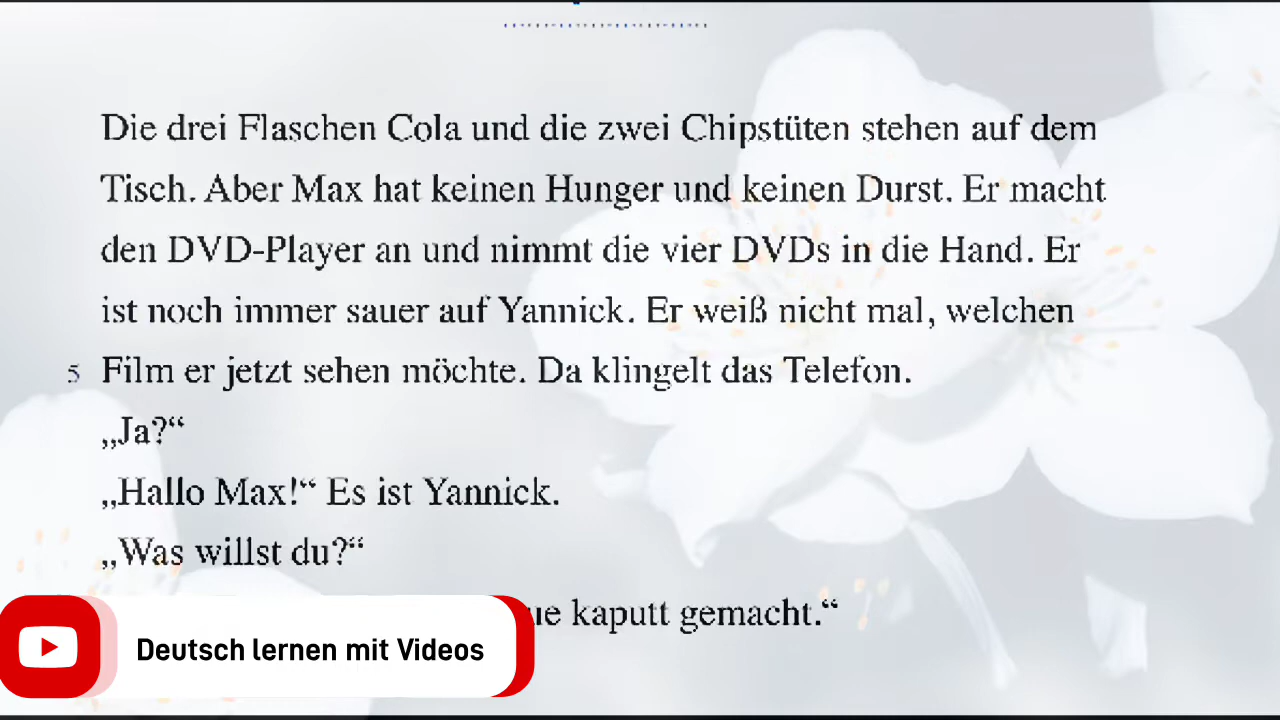 Die drei Flaschen Cola und die zwei Chipstüten stehen auf dem
Tisch. Aber Max hat keinen Hunger und keinen Durst. Er macht
den DVD-Player an und nimmt die vier DVDs in die Hand. Er
ist noch immer sauer auf Yannick. Er weiß nicht mal, welchen
5 Film er jetzt sehen möchte. Da klingelt das Telefon.
„Ja?“
„Hallo Max!“ Es ist Yannick.
„Was willst du?“
kaputt gemacht.“
Deutsch lernen mit Videos